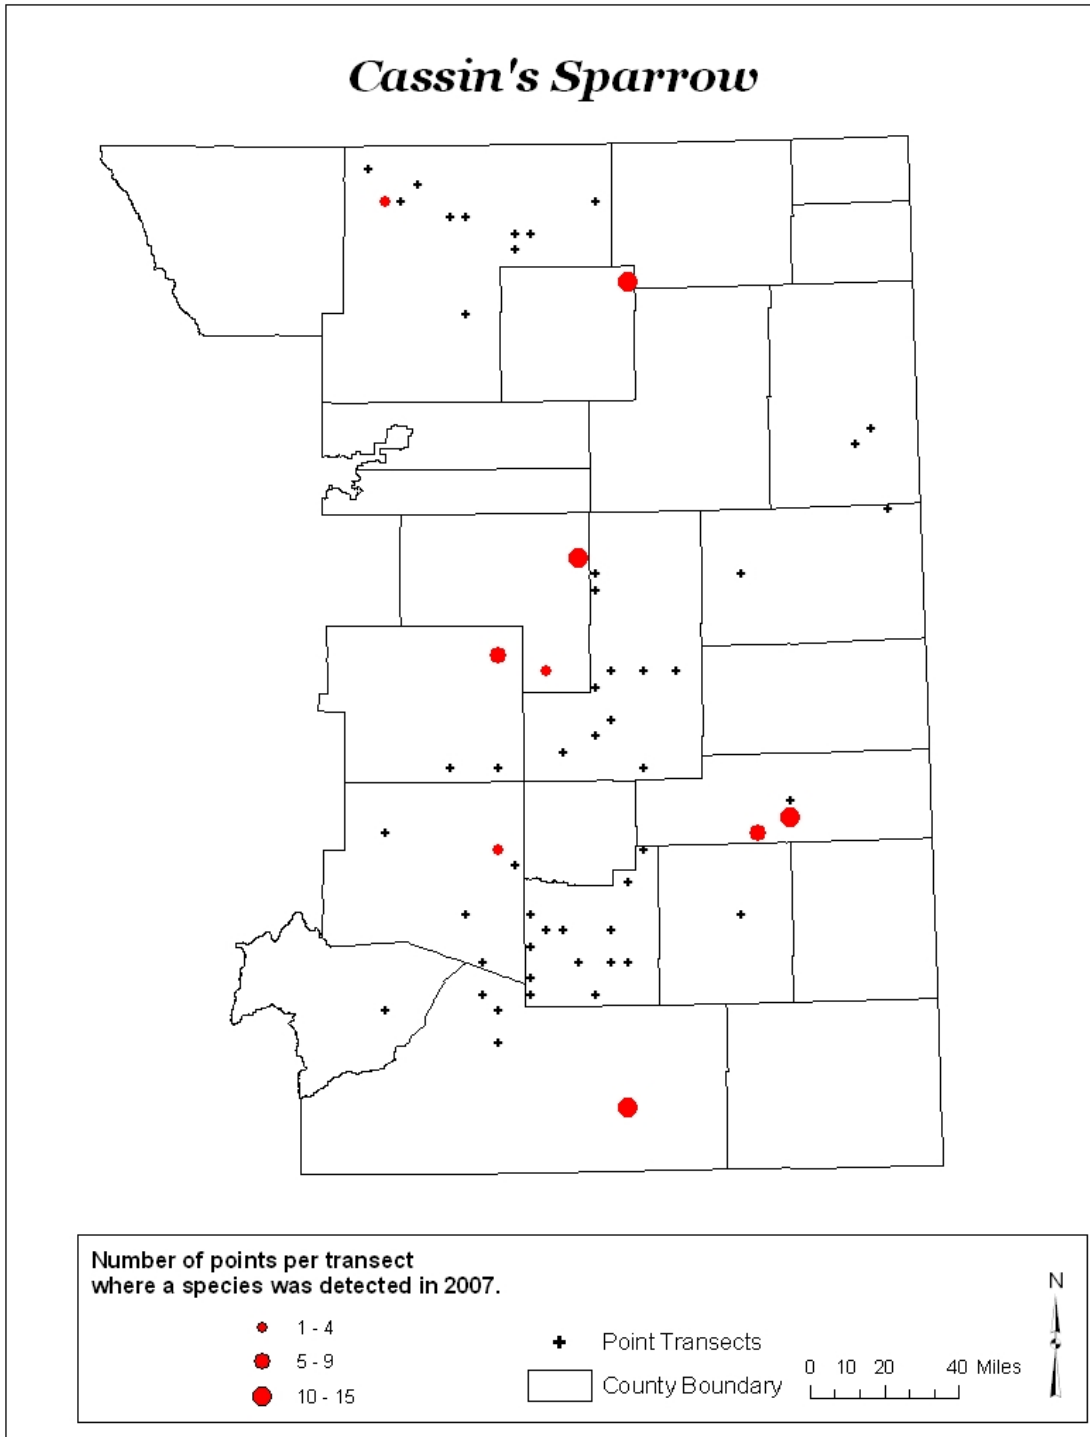 Cassin's Sparrow
Number of points per transect
where a species was detected in 2007.
1 - 4
5 - 9
10 - 15
Point Transects
County Boundary
0 10 20 40 Miles
N